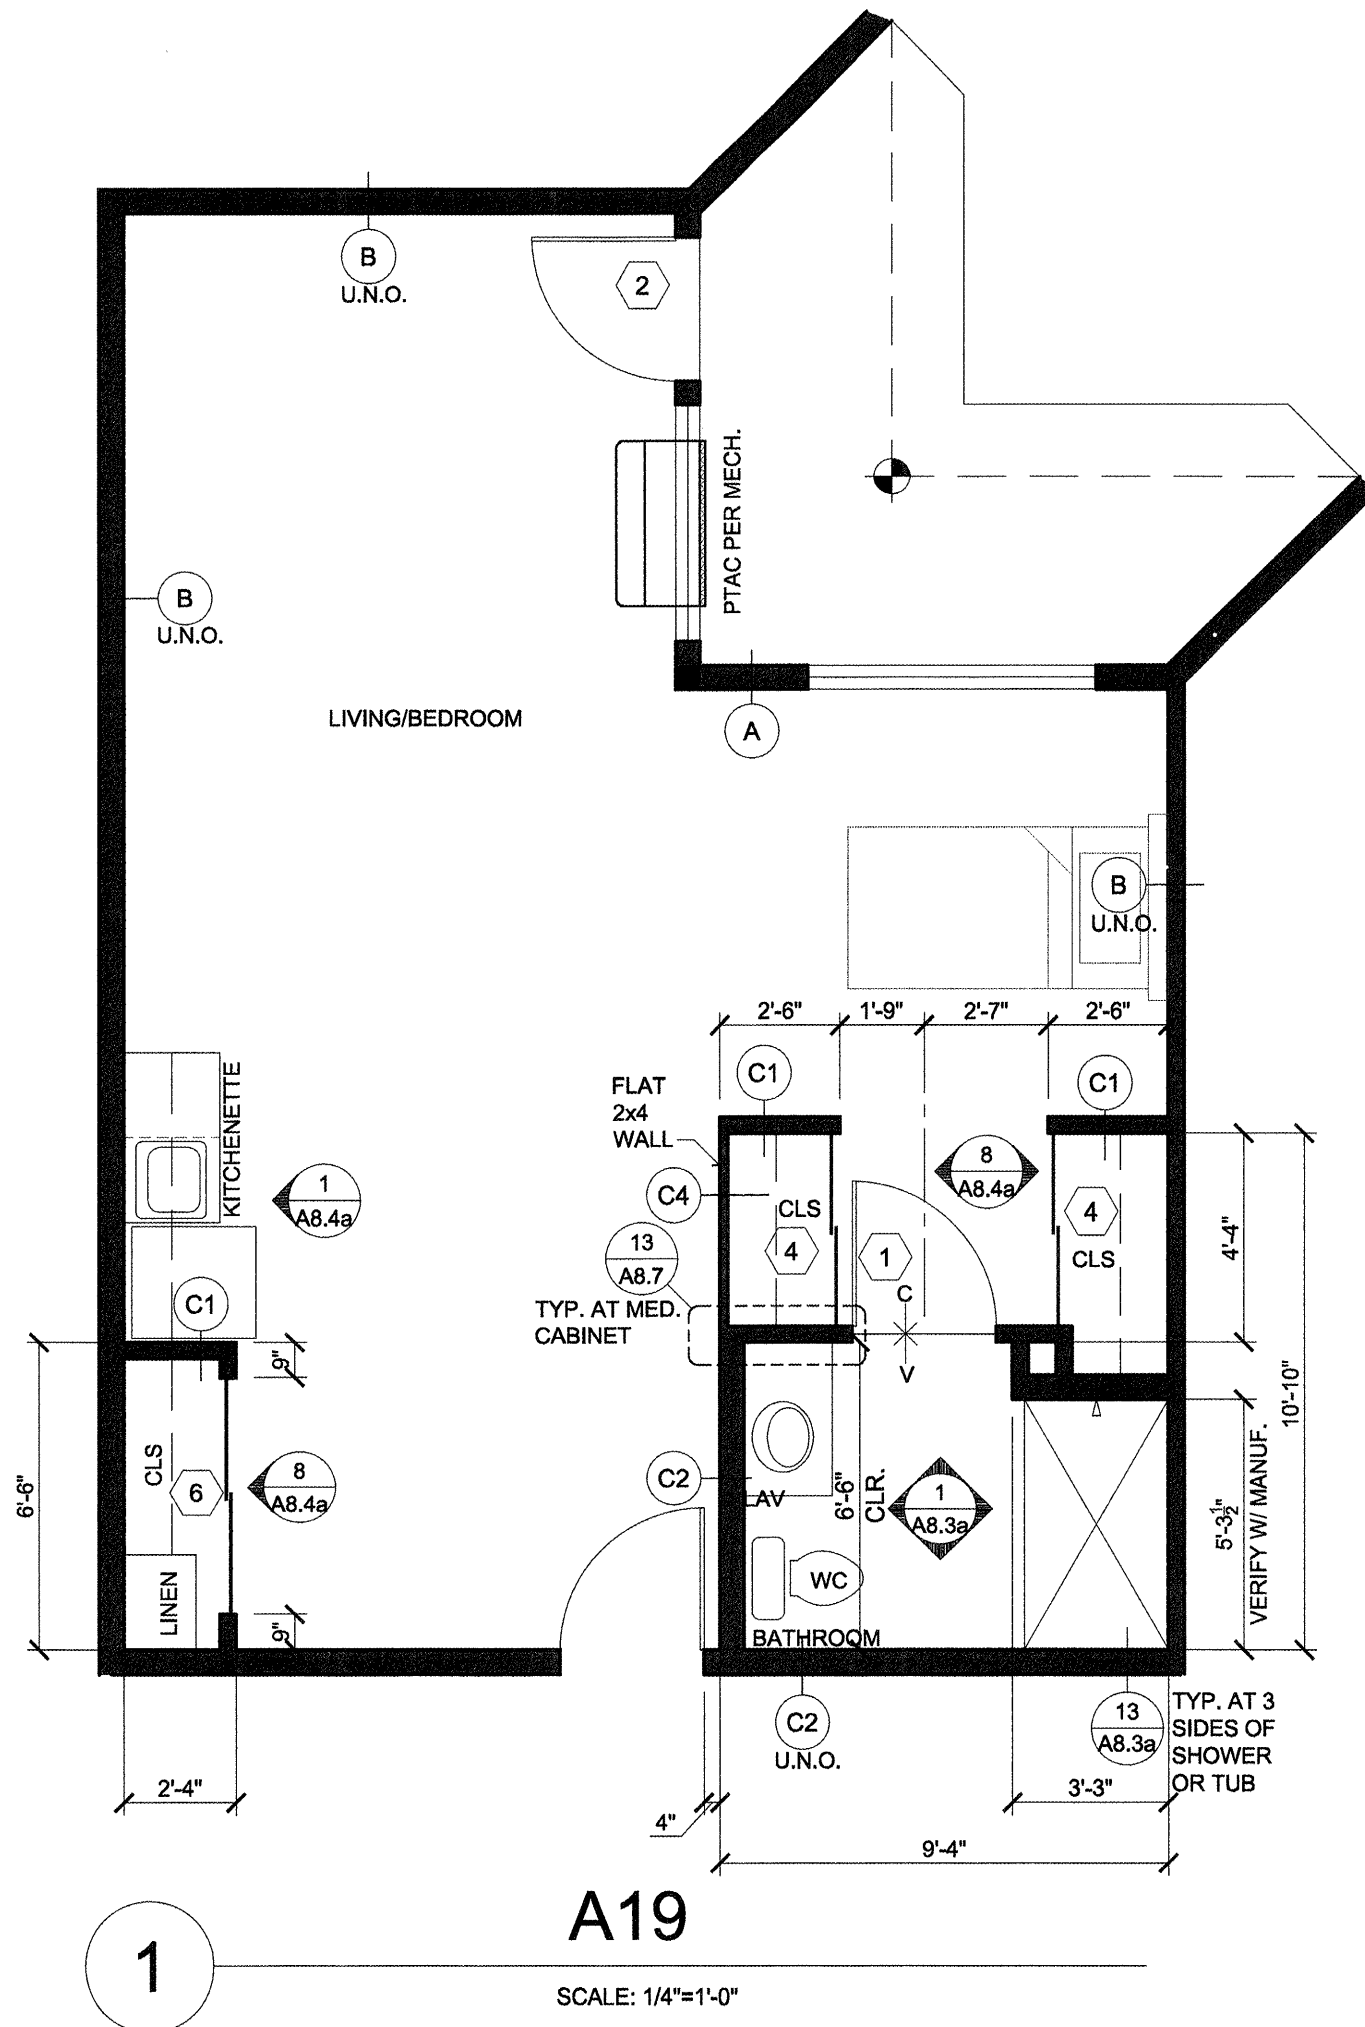 B
U.N.O.
2
PTAC PER MECH.
B
U.N.O.
LIVING/BEDROOM
A
B
U.N.O.
2'-6"
1'-9"
2'-7"
2'-6"
FLAT
2x4
WALL
C1
C1
KITCHENETTE
1
A8.4a
C4
CLS
4
8
A8.4a
4
CLS
4'-4"
13
A8.7
1
TYP. AT MED.
CABINET
C
V
C1
9"
6'-6"
CLS
6
8
A8.4a
LINEN
9"
C2
LAV
6'-6"
CLR.
1
A8.3a
WC
BATHROOM
5'-3½"
VERIFY W/ MANUF.
10'-10"
C2
U.N.O.
13
A8.3a
TYP. AT 3
SIDES OF
SHOWER
OR TUB
2'-4"
4"
3'-3"
9'-4"
1
A19
SCALE: 1/4"=1'-0"